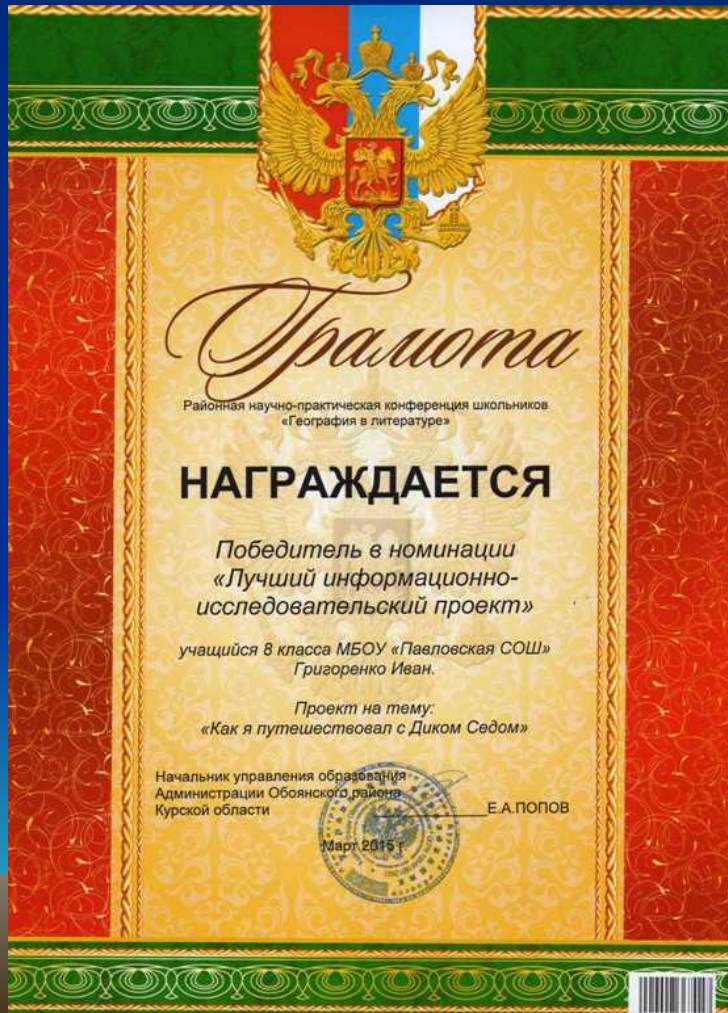 Грамота
Районная научно-практическая конференция школьников
«География в литературе»
НАГРАЖДАЕТСЯ
Победитель в номинации
«Лучший информационно-
исследовательский проект»
учащийся 8 класса МБОУ «Павловская СОШ»
Григоренко Иван.
Проект на тему:
«Как я путешествовал с Диком Седом»
Начальник управления образования
Администрации Обоянского района
Курской области ________________Е.А.ПОПОВ
Март 2015 г.